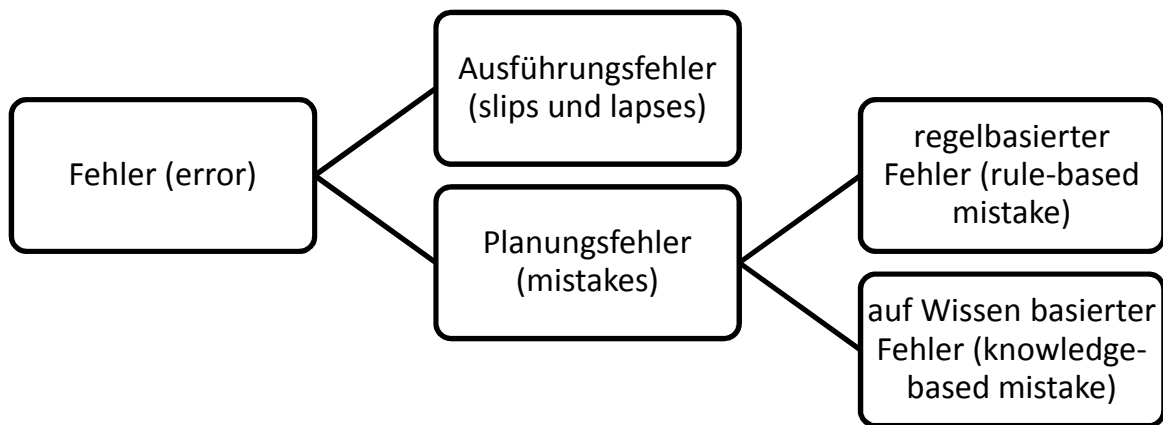 Fehler (error)
Ausführungsfehler
(slips und lapses)
Planungsfehler
(mistakes)
regelbasierter
Fehler (rule-based
mistake)
auf Wissen basierter
Fehler (knowledge-
based mistake)